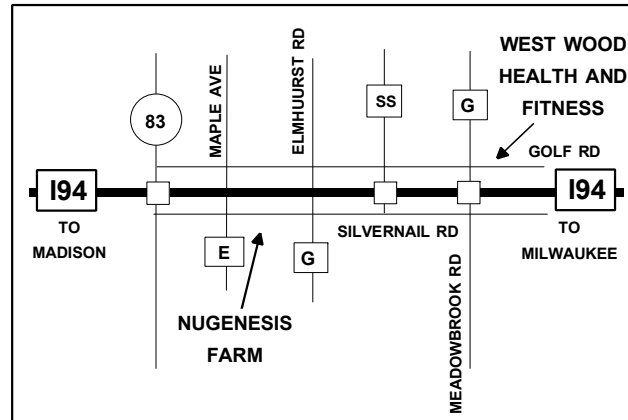 WEST WOOD
HEALTH AND
FITNESS
MAPLE AVE
ELMHUURST RD
83
SS
G
GOLF RD
I94
I94
TO
MADISON
SILVERNAIL RD
TO
MILWAUKEE
E
G
MEADOWBROOK RD
NUGENESIS
FARM